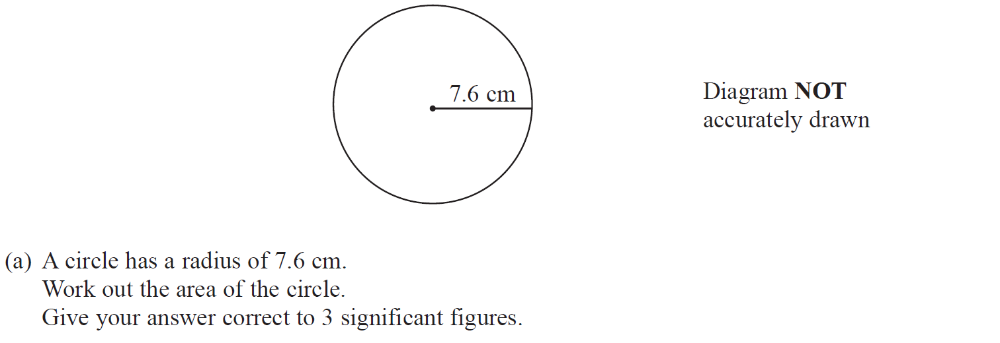 7.6 cm
Diagram NOT
accurately drawn
(a) A circle has a radius of 7.6 cm.
Work out the area of the circle.
Give your answer correct to 3 significant figures.